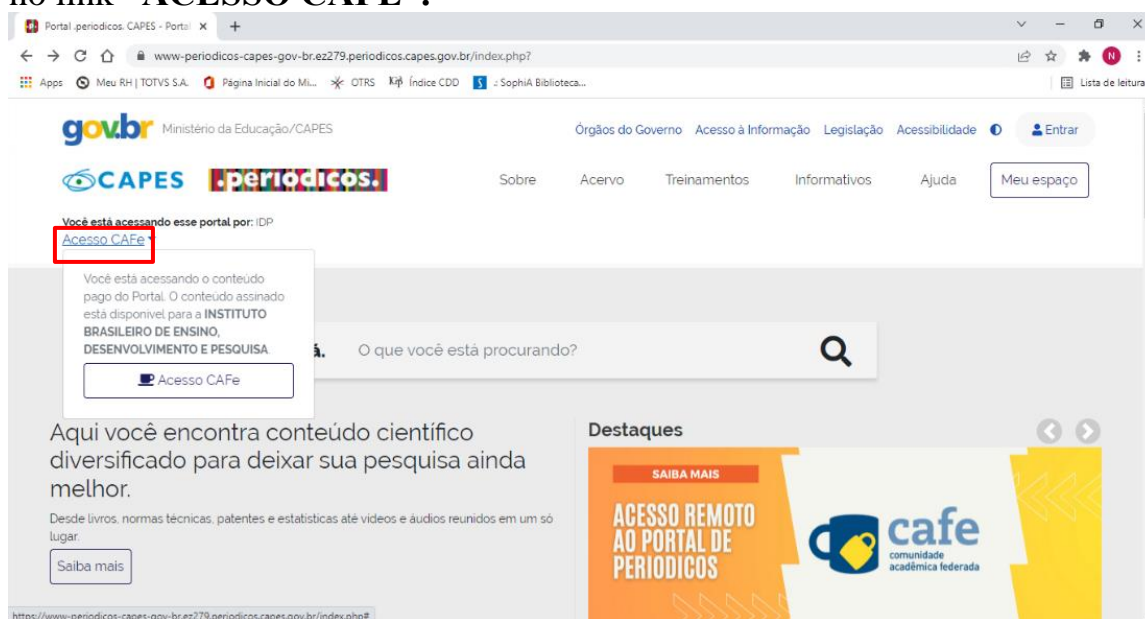 no link "ACESSO CAFE":
Portal .periodicos. CAPES - Portal
www-periodicos-capes-gov-br.ez279.periodicos.capes.gov.br/index.php?
N
Apps Meu RH | TOTVS S.A. Página Inicial do Mi... OTRS Índice CDD .: SophiA Biblioteca... Lista de leitura
gov.br Ministério da Educação/CAPES Órgãos do Governo Acesso à Informação Legislação Acessibilidade Entrar
CAPES .periodicos. Sobre Acervo Treinamentos Informativos Ajuda Meu espaço
Você está acessando esse portal por: IDP
Acesso CAFe
Você está acessando o conteúdo
pago do Portal. O conteúdo assinado
está disponível para a INSTITUTO
BRASILEIRO DE ENSINO,
DESENVOLVIMENTO E PESQUISA
á. O que você está procurando?
Acesso CAFe
Aqui você encontra conteúdo científico
diversificado para deixar sua pesquisa ainda
melhor.
Desde livros, normas técnicas, patentes e estatísticas até vídeos e áudios reunidos em um só
lugar.
Saiba mais
Destaques
SAIBA MAIS
ACESSO REMOTO
AO PORTAL DE
PERIODICOS
cafe
comunidade
acadêmica federada
https://www-periodicos-capes-gov-br.ez279.periodicos.capes.gov.br/index.php#